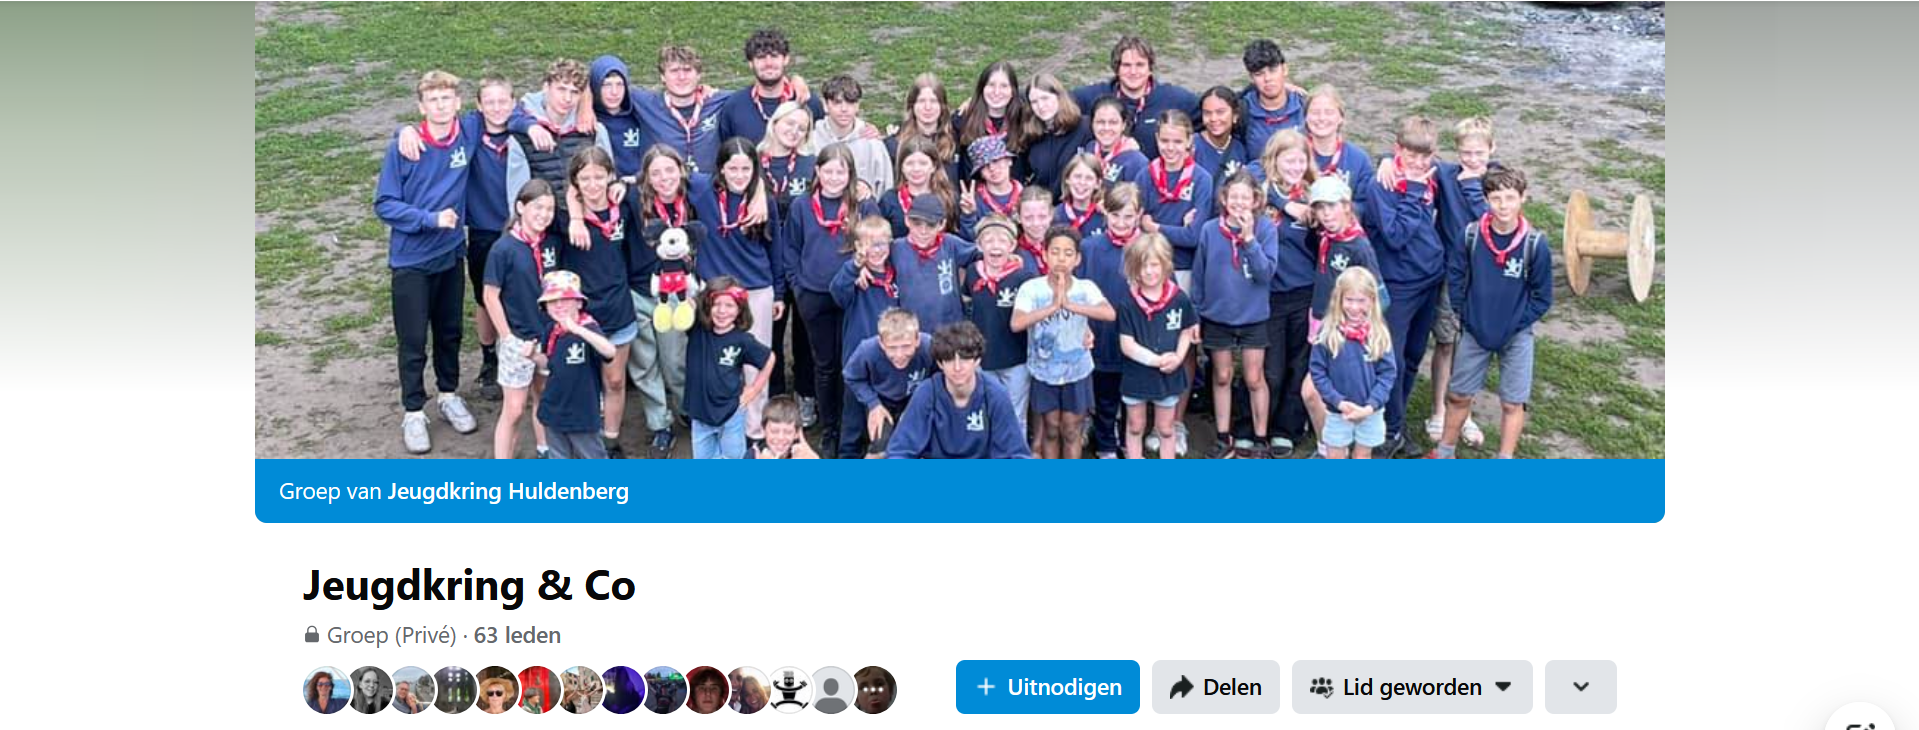 Groep van Jeugdkring Huldenberg
Jeugdkring & Co
Groep (Privé) · 63 leden
+ Uitnodigen
Delen
Lid geworden